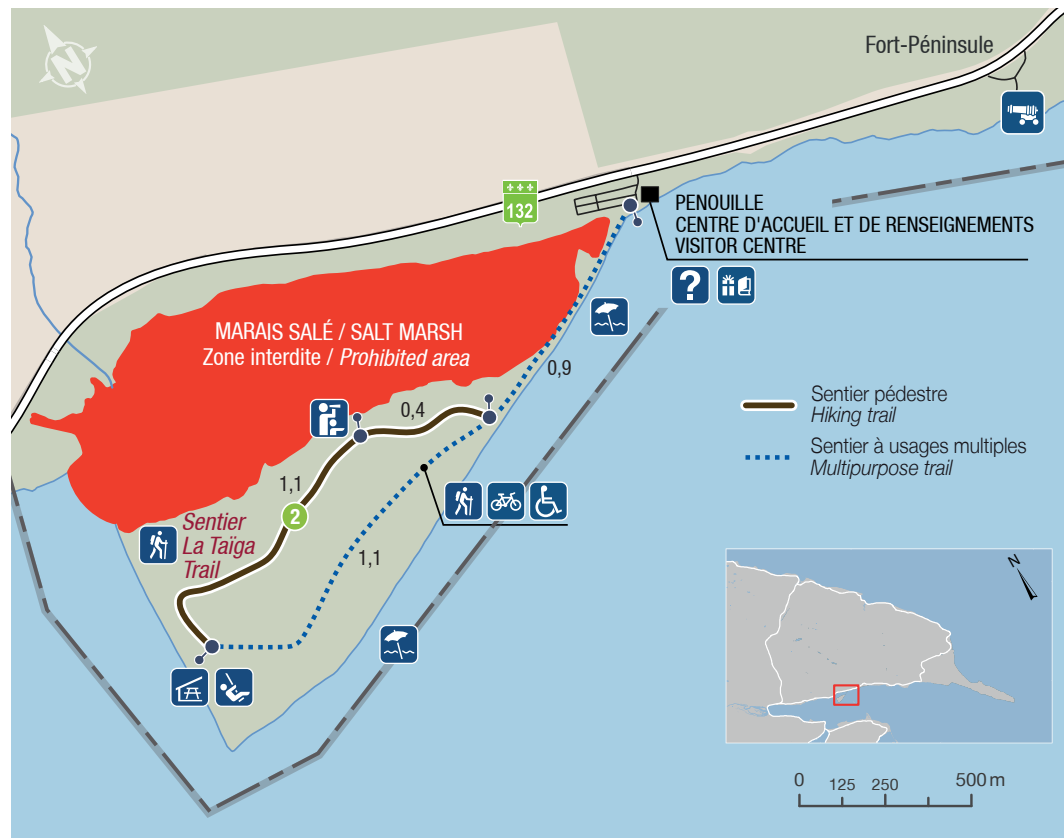 N
Fort-Péninsule
132
PENOUILLE
CENTRE D'ACCUEIL ET DE RENSEIGNEMENTS
VISITOR CENTRE
?
MARAIS SALÉ / SALT MARSH
Zone interdite / Prohibited area
0,9
0,4
Sentier pédestre
Hiking trail
Sentier à usages multiples
Multipurpose trail
1,1
2
Sentier
La Taïga
Trail
1,1
N
0 125 250 500 m